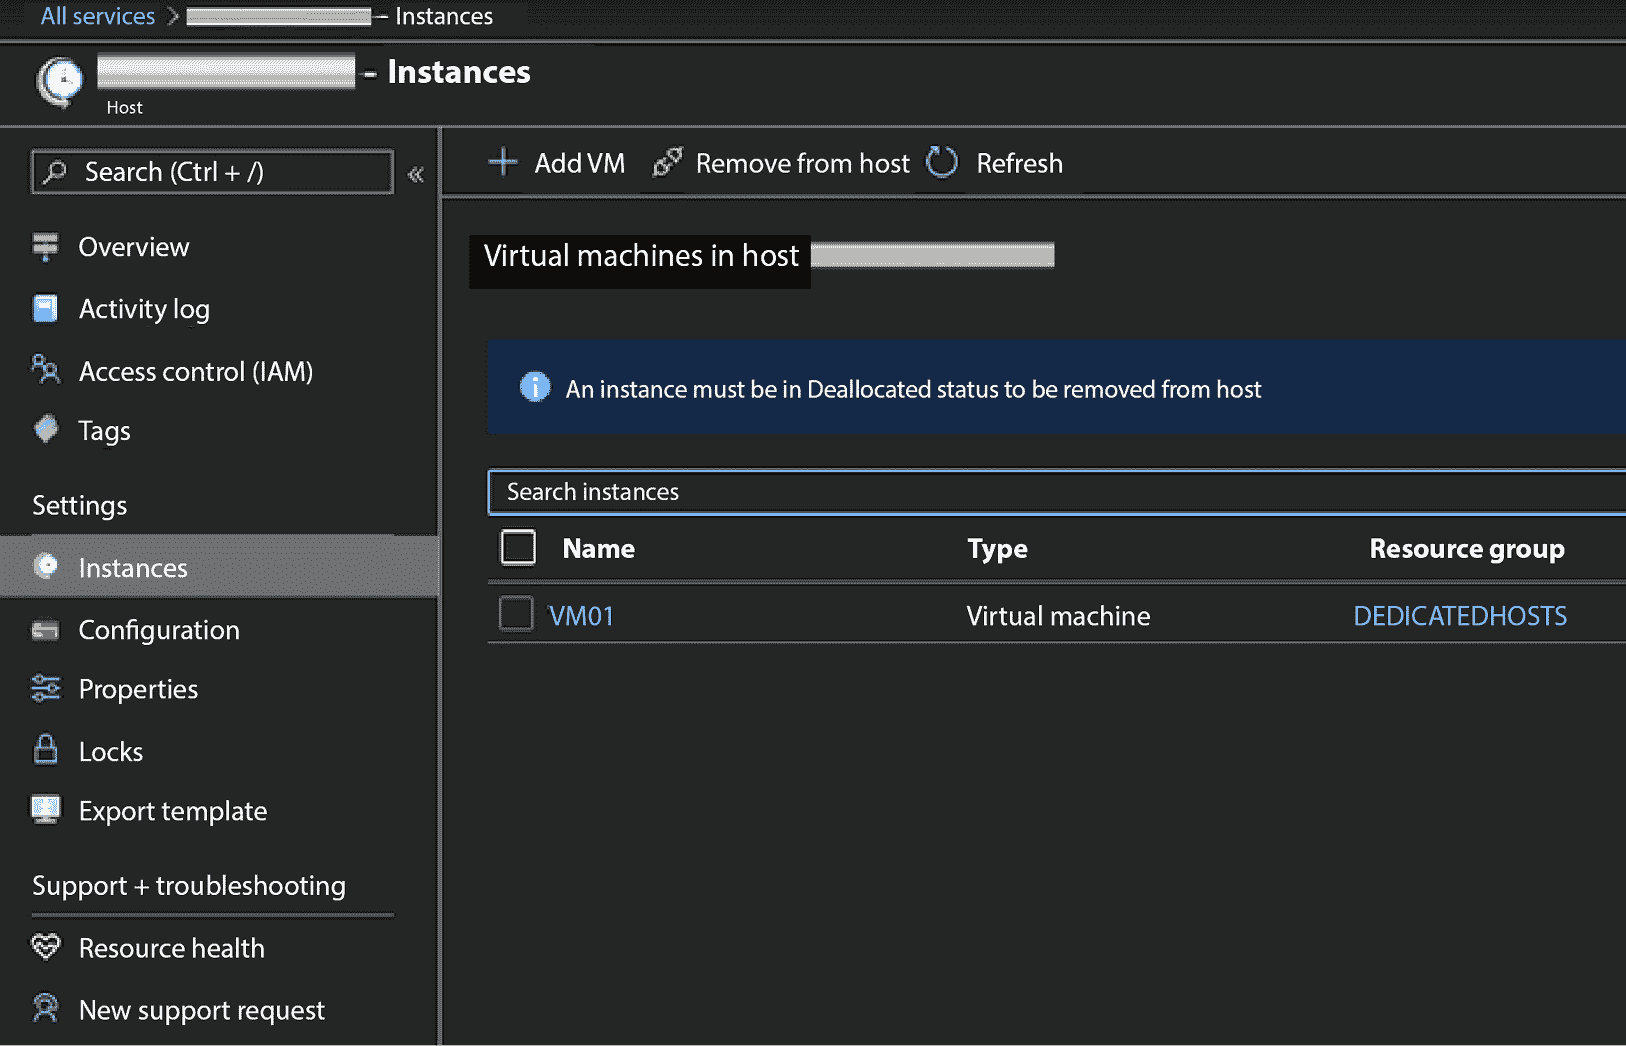 All services > – Instances
– Instances
Host
Search (Ctrl + /) «
Add VM Remove from host Refresh
Overview
Activity log
Access control (IAM)
Tags
Settings
Instances
Configuration
Properties
Locks
Export template
Support + troubleshooting
Resource health
New support request
Virtual machines in host
An instance must be in Deallocated status to be removed from host
Search instances
Name Type Resource group
VM01 Virtual machine DEDICATEDHOSTS